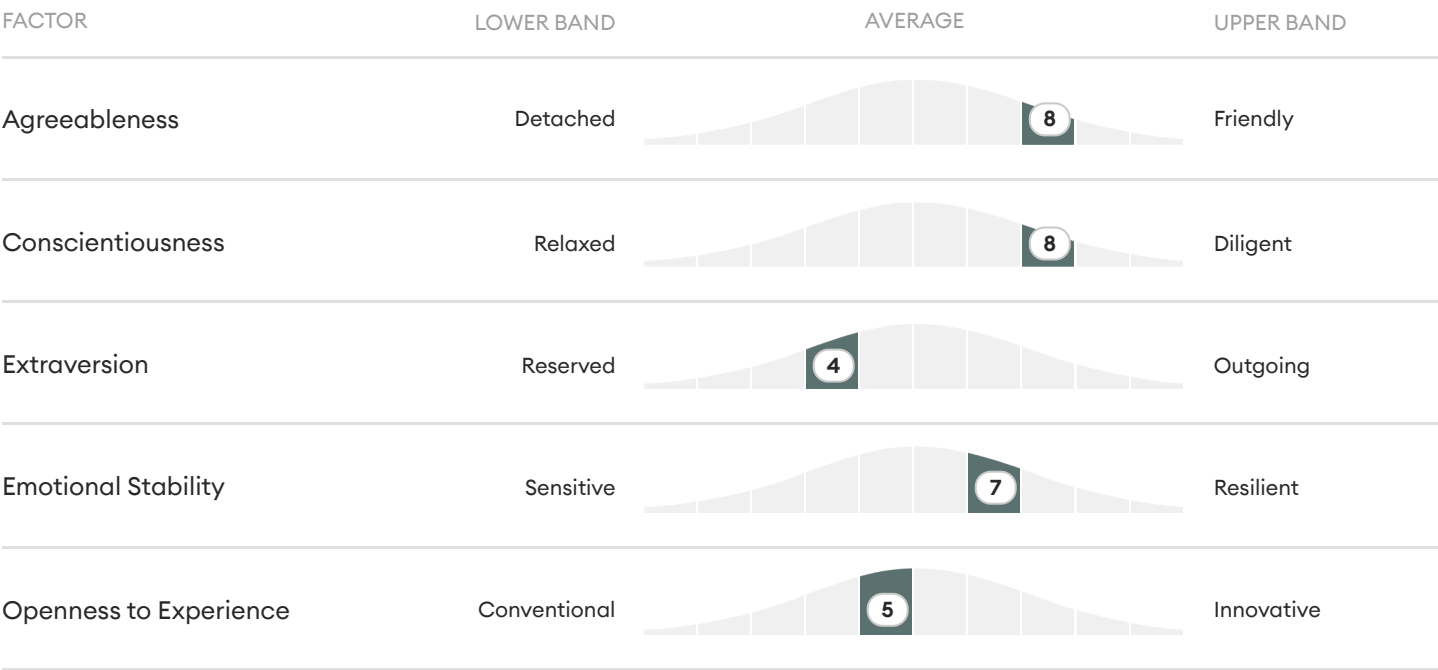 FACTOR LOWER BAND AVERAGE UPPER BAND
Agreeableness Detached 8 Friendly
Conscientiousness Relaxed 8 Diligent
Extraversion Reserved 4 Outgoing
Emotional Stability Sensitive 7 Resilient
Openness to Experience Conventional 5 Innovative